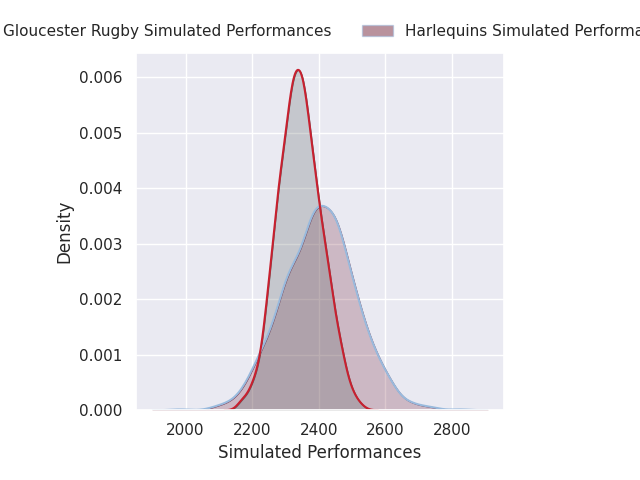 Gloucester Rugby Simulated Performances
Harlequins Simulated Performa
0.006
0.005
0.004
0.003
0.002
0.001
0.000
Density
2000 2200 2400 2600 2800
Simulated Performances